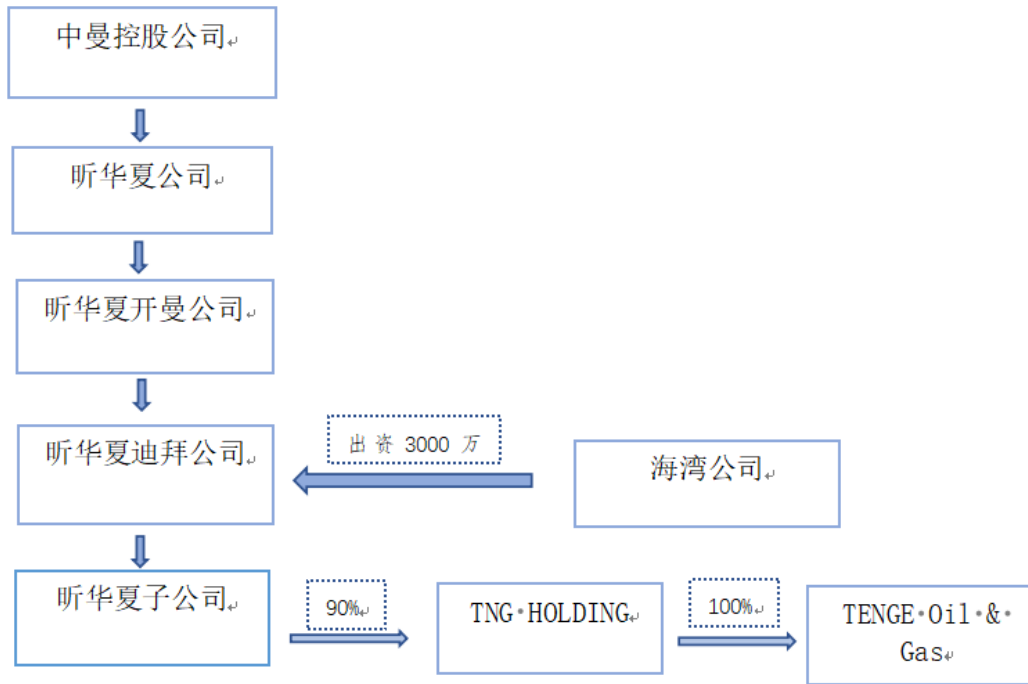 中曼控股公司
昕华夏公司
昕华夏开曼公司
昕华夏迪拜公司
出资 3000 万
海湾公司
昕华夏子公司
90%
TNG HOLDING
100%
TENGE Oil &
Gas